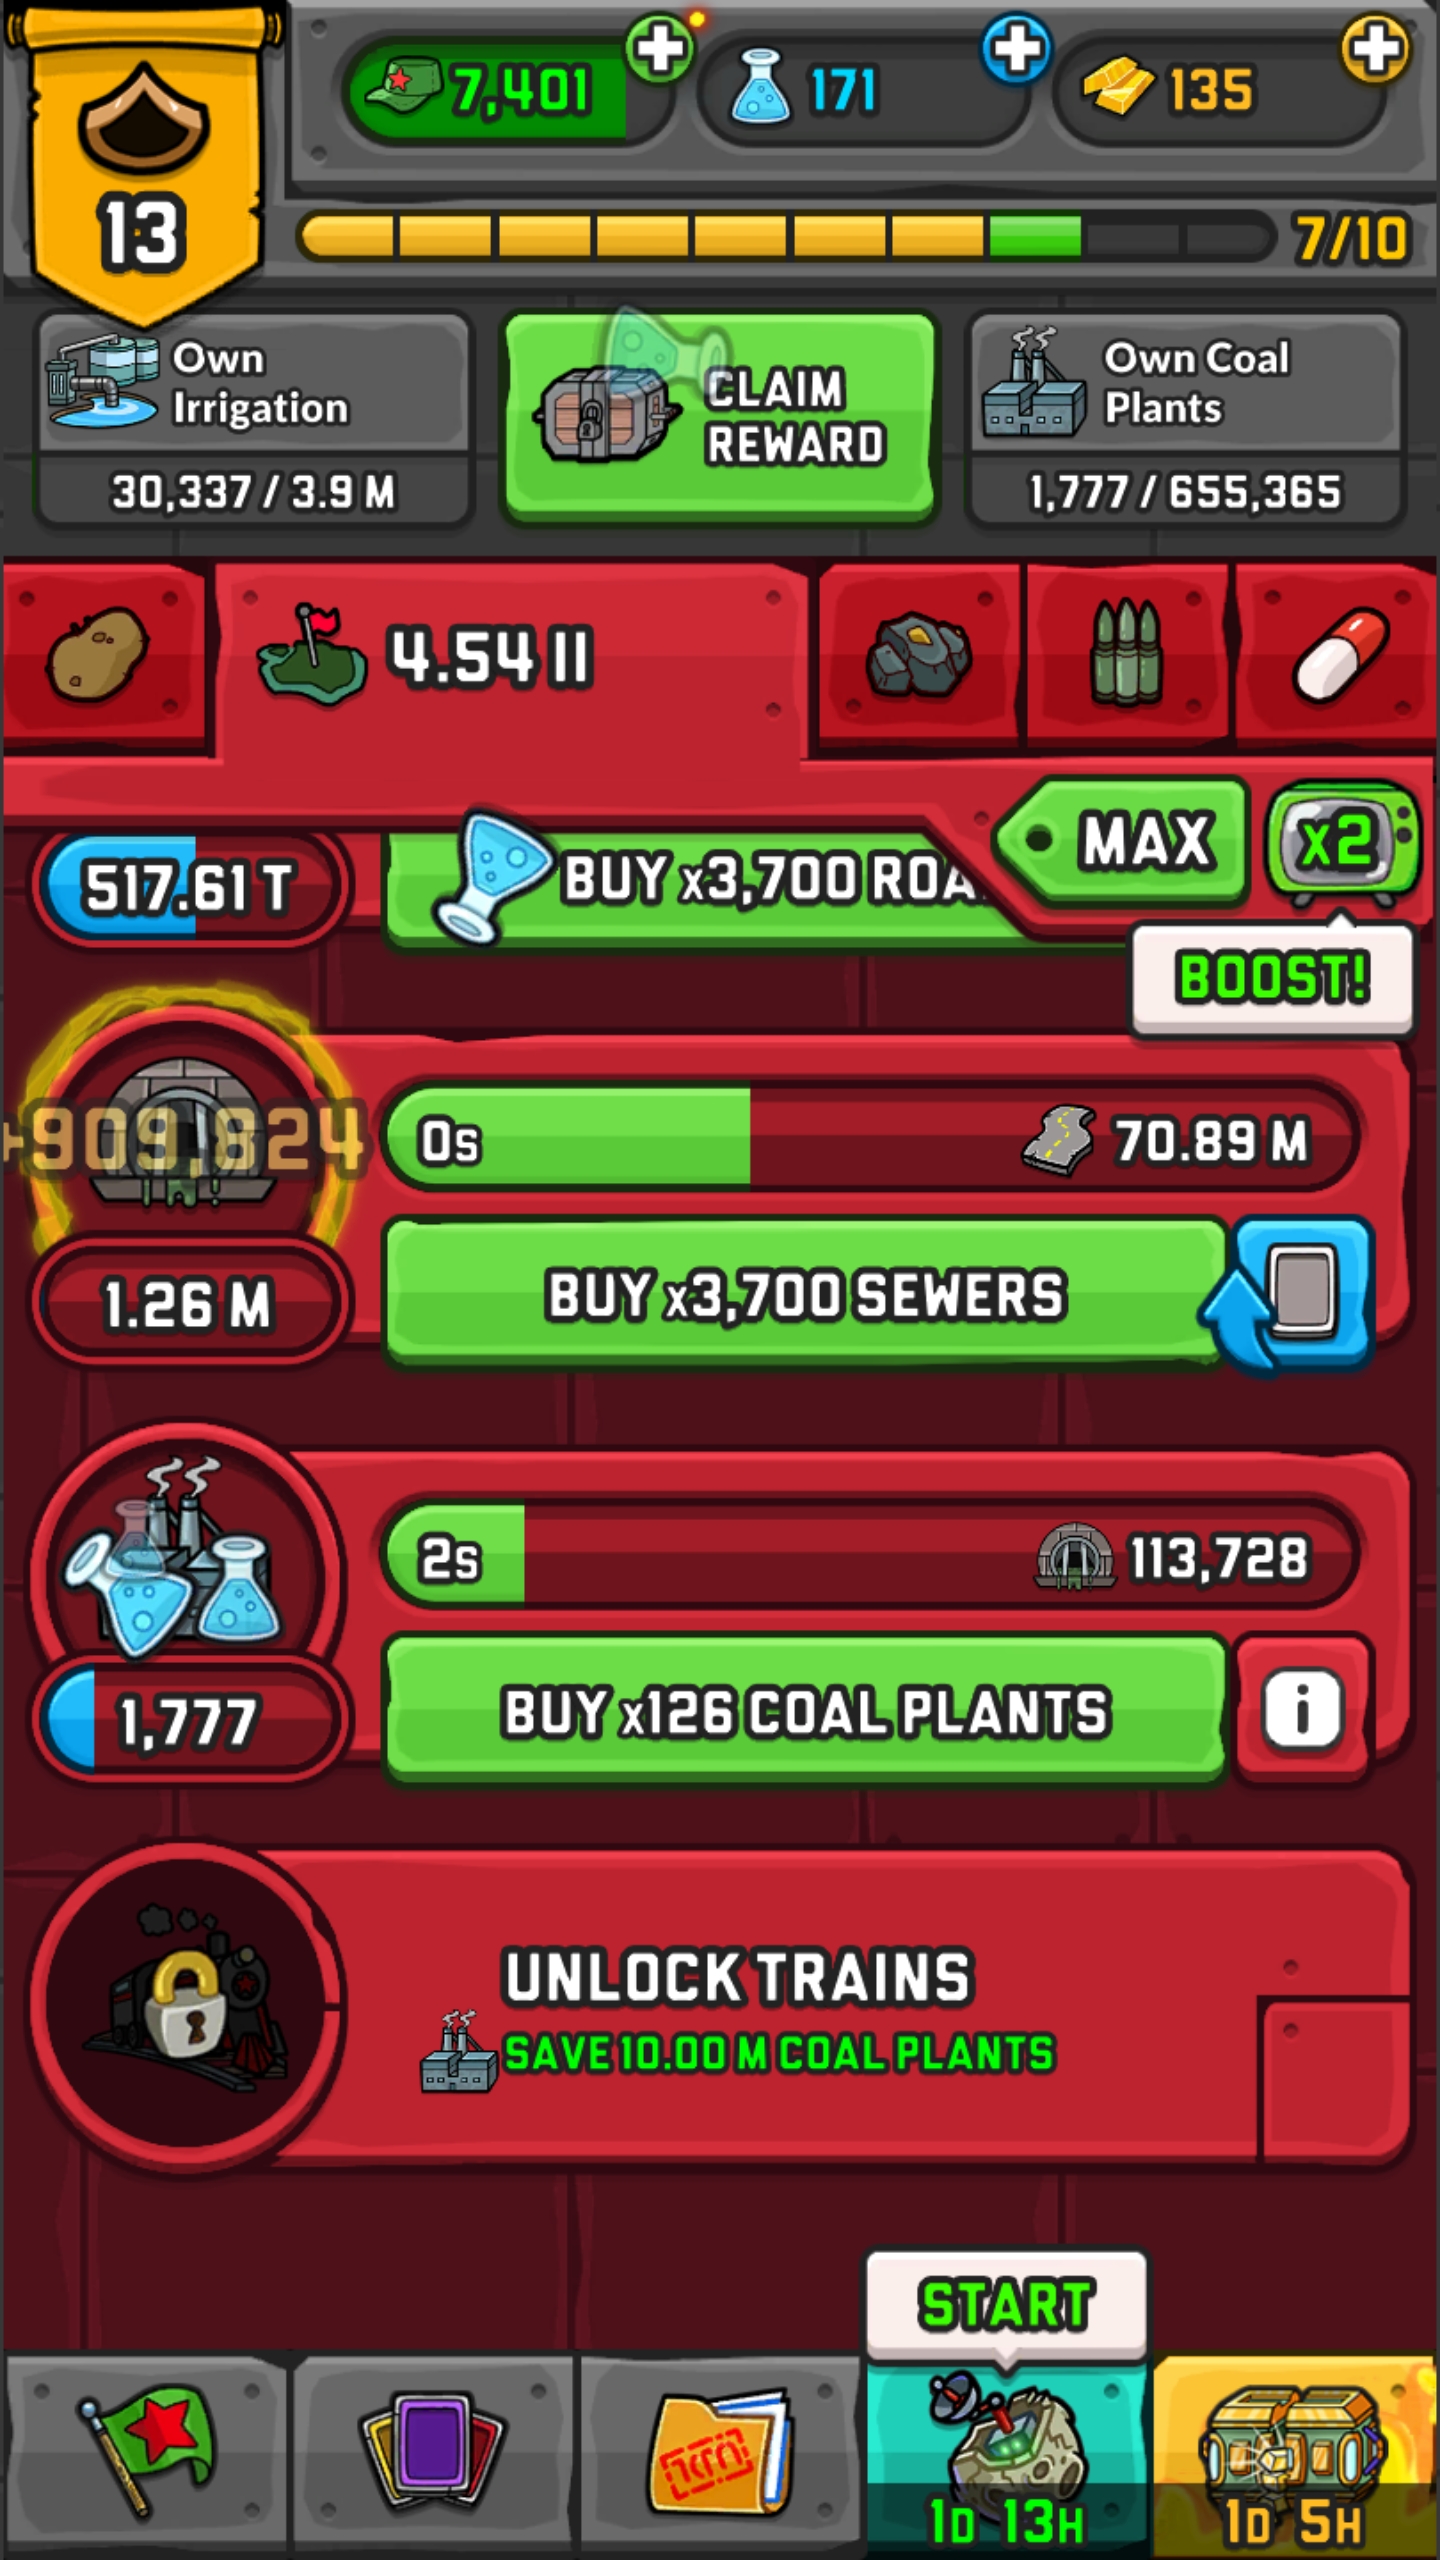 13
7,401
171
135
7/10
Own
Irrigation
30,337 / 3.9 M
CLAIM
REWARD
Own Coal
Plants
1,777 / 655,365
4.54 II
MAX
x2
517.61 T
BUY x3,700 ROA
BOOST!
+909,824
0s
70.89 M
1.26 M
BUY x3,700 SEWERS
2s
113,728
1,777
BUY x126 COAL PLANTS
i
UNLOCK TRAINS
SAVE 10.00 M COAL PLANTS
START
1D 13H
1D 5H